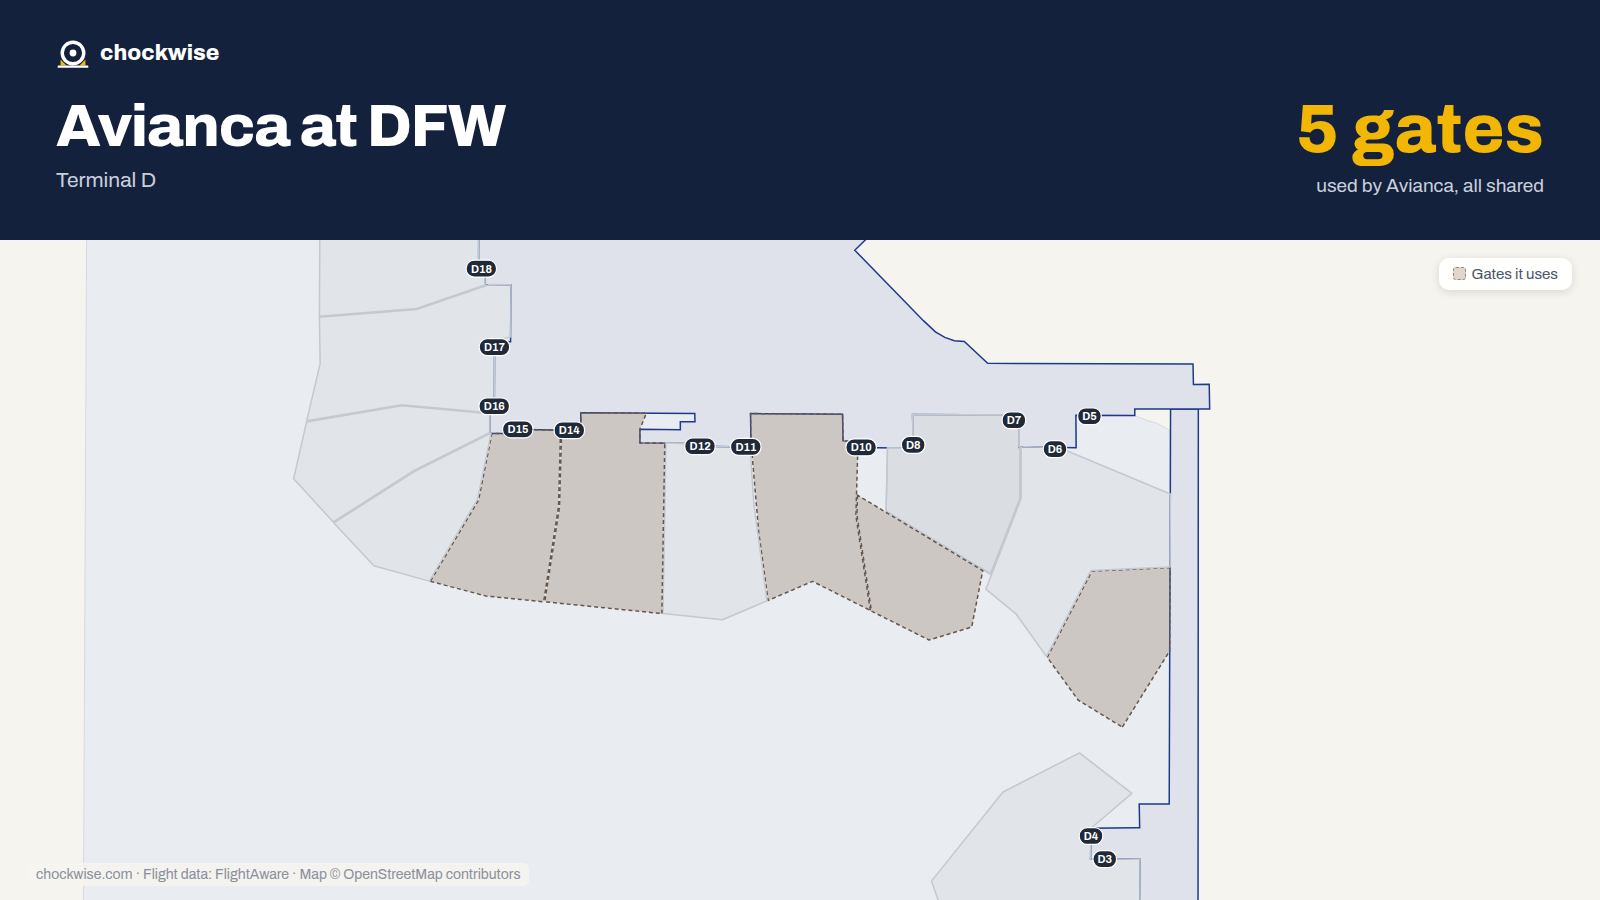 chockwise
Avianca at DFW
Terminal D
5 gates
used by Avianca, all shared
Gates it uses
D18
D17
D16
D15
D14
D12
D11
D10
D8
D7
D6
D5
D4
D3
chockwise.com · Flight data: FlightAware · Map © OpenStreetMap contributors